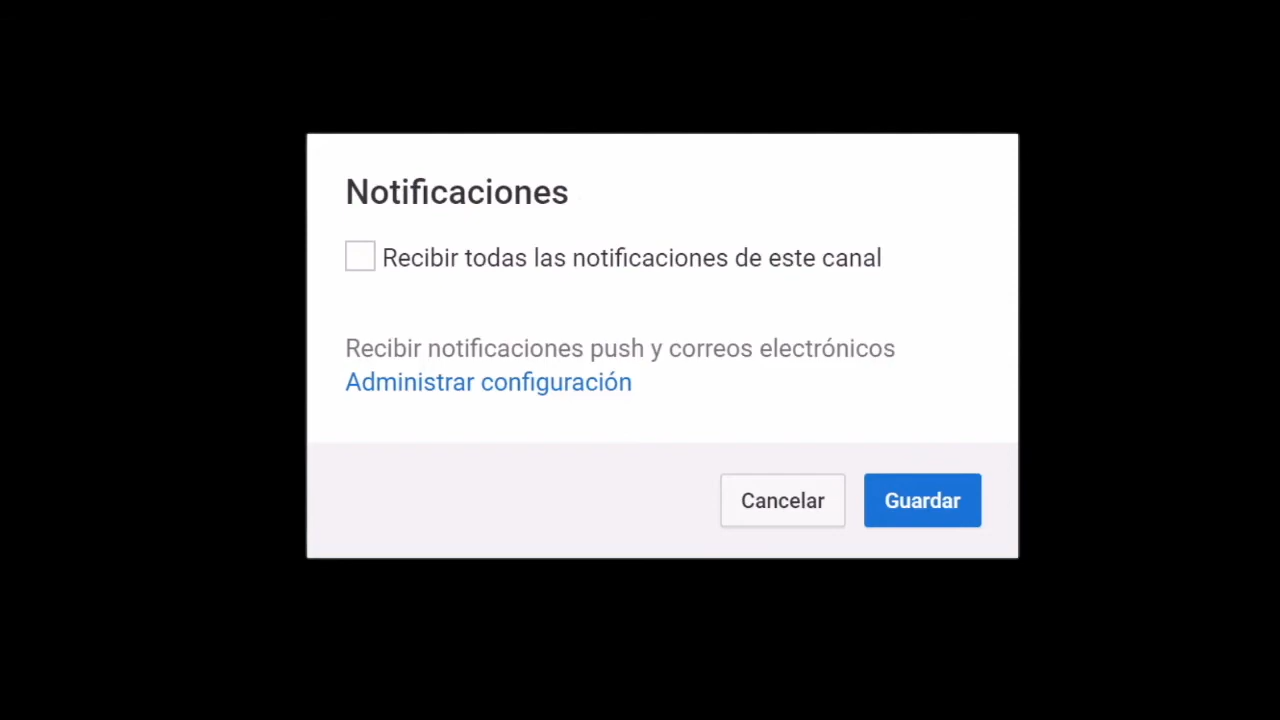 Notificaciones
Recibir todas las notificaciones de este canal
Recibir notificaciones push y correos electrónicos
Administrar configuración
Cancelar
Guardar